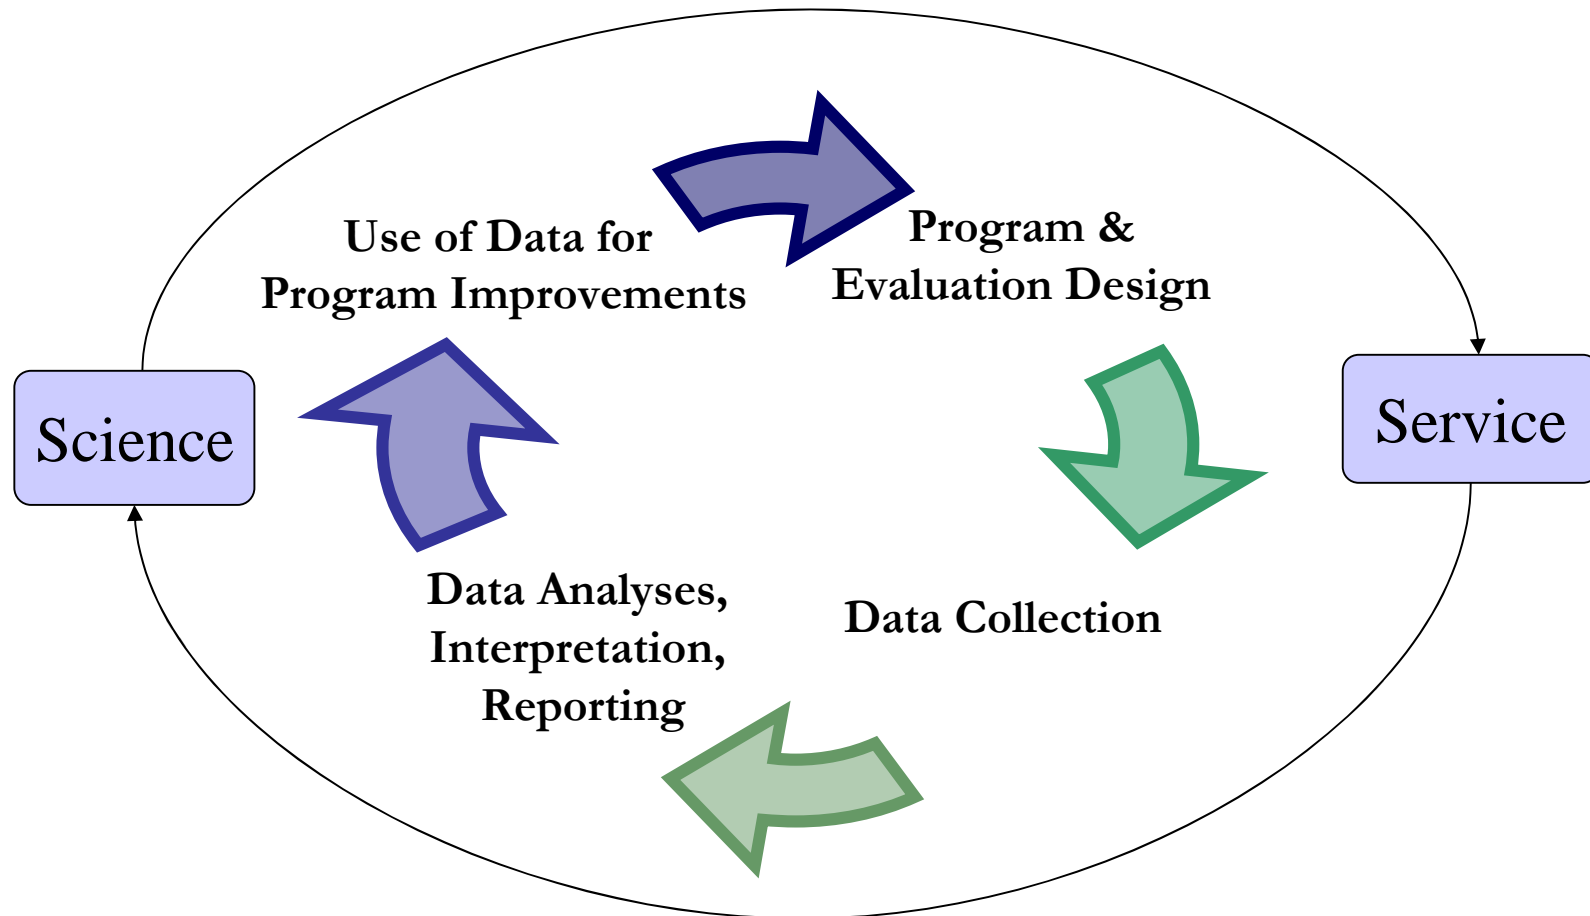 Use of Data for
Program Improvements
Program &
Evaluation Design
Science
Service
Data Analyses,
Interpretation,
Reporting
Data Collection